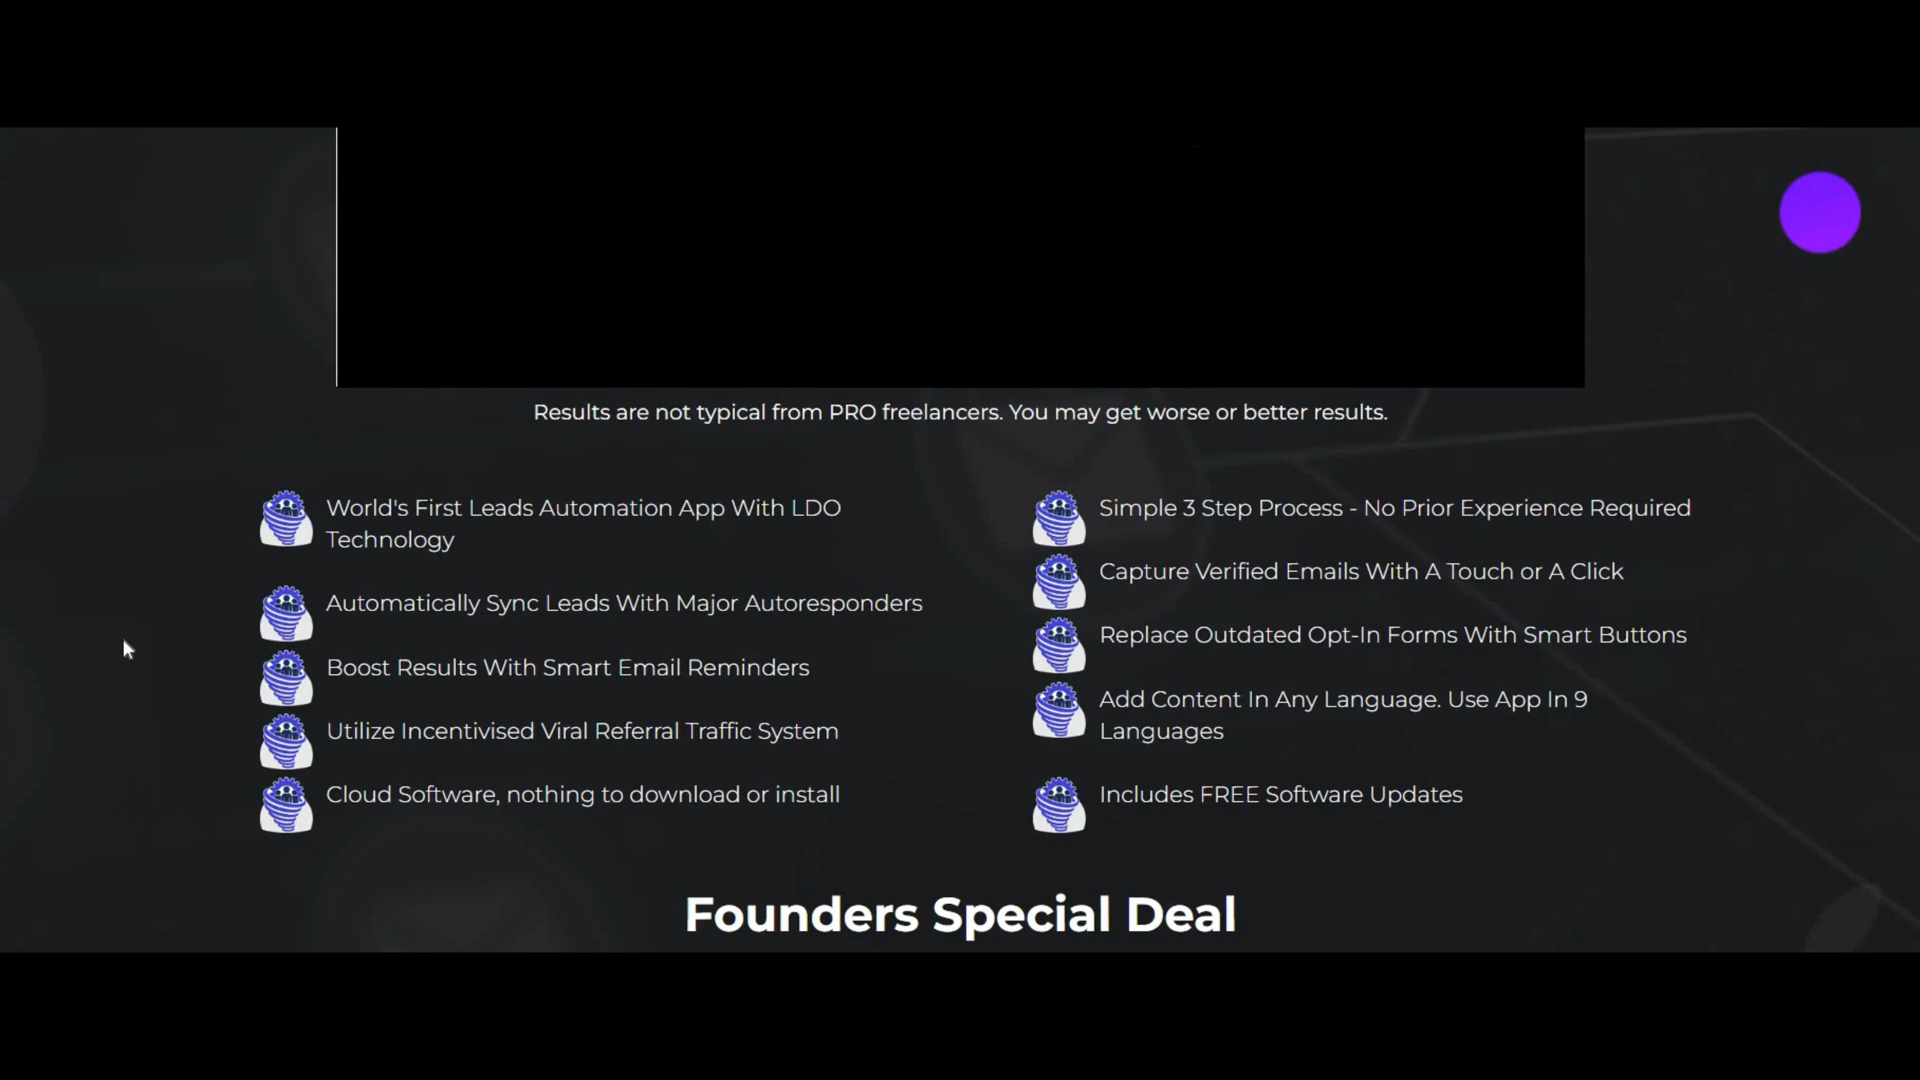 Results are not typical from PRO freelancers. You may get worse or better results.
World's First Leads Automation App With LDO
Technology
Automatically Sync Leads With Major Autoresponders
Boost Results With Smart Email Reminders
Utilize Incentivised Viral Referral Traffic System
Cloud Software, nothing to download or install
Simple 3 Step Process - No Prior Experience Required
Capture Verified Emails With A Touch or A Click
Replace Outdated Opt-In Forms With Smart Buttons
Add Content In Any Language. Use App In 9
Languages
Includes FREE Software Updates
Founders Special Deal